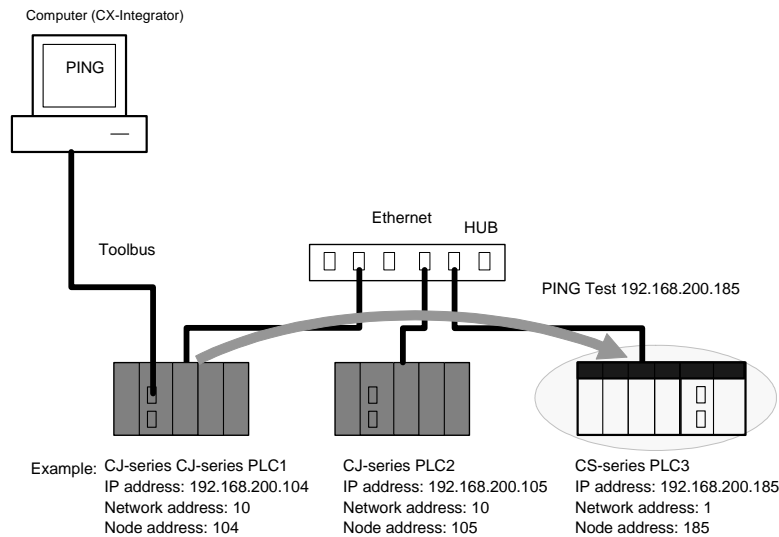 Computer (CX-Integrator)
PING
Toolbus
Ethernet
HUB
PING Test 192.168.200.185
Example:
CJ-series CJ-series PLC1
IP address: 192.168.200.104
Network address: 10
Node address: 104
CJ-series PLC2
IP address: 192.168.200.105
Network address: 10
Node address: 105
CS-series PLC3
IP address: 192.168.200.185
Network address: 1
Node address: 185